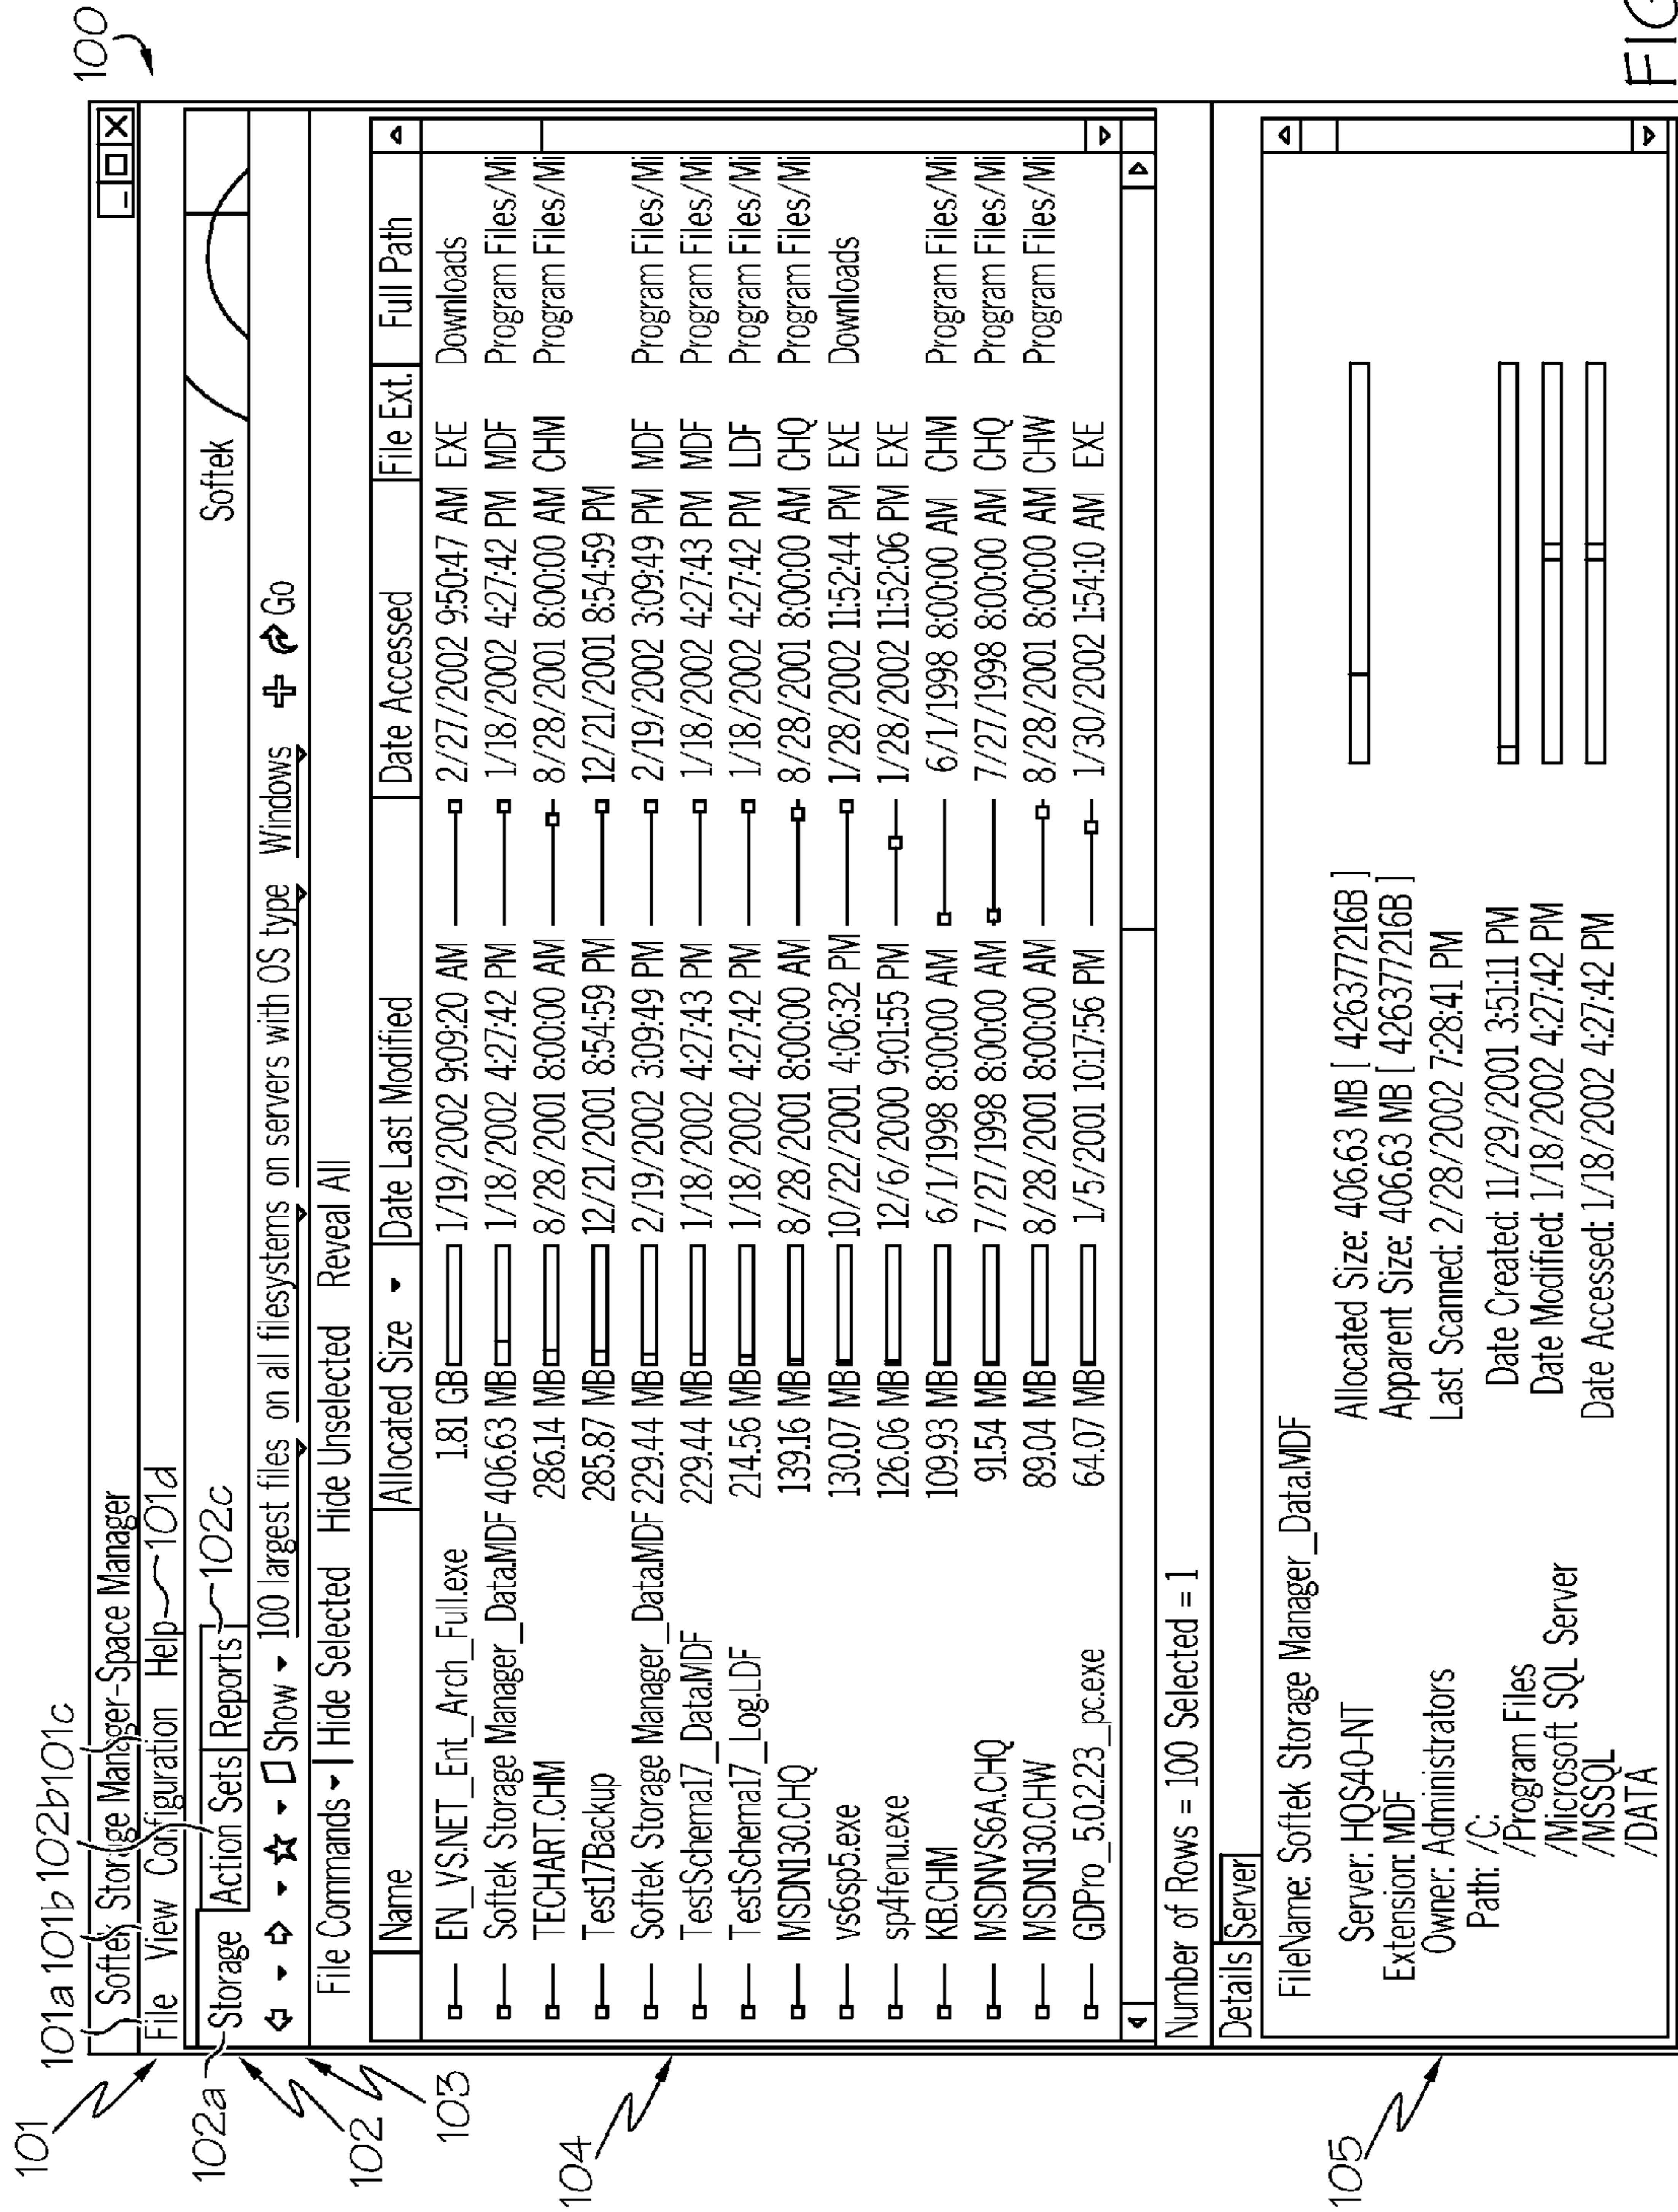 100
101
101a 101b 102b 101c
Softek Storage Manager-Space Manager
File View Configuration Help 101d
102a Storage Action Sets Reports 102c
Softek
102
Show 100 largest files on all filesystems on servers with OS type Windows Go
103
File Commands Hide Selected Hide Unselected Reveal All
Name Allocated Size Date Last Modified Date Accessed File Ext. Full Path
EN_VS.NET_Ent_Arch_Full.exe 1.81 GB 1/19/2002 9:09:20 AM 2/27/2002 9:50:47 AM EXE Downloads
Softek Storage Manager_Data.MDF 406.63 MB 1/18/2002 4:27:42 PM 1/18/2002 4:27:42 PM MDF Program Files/Mi
TECHART.CHM 286.14 MB 8/28/2001 8:00:00 AM 8/28/2001 8:00:00 AM CHM Program Files/Mi
Test17Backup 285.87 MB 12/21/2001 8:54:59 PM 12/21/2001 8:54:59 PM
Softek Storage Manager_Data.MDF 229.44 MB 2/19/2002 3:09:49 PM 2/19/2002 3:09:49 PM MDF Program Files/Mi
TestSchema17_Data.MDF 229.44 MB 1/18/2002 4:27:43 PM 1/18/2002 4:27:43 PM MDF Program Files/Mi
TestSchema17_Log.LDF 214.56 MB 1/18/2002 4:27:42 PM 1/18/2002 4:27:42 PM LDF Program Files/Mi
MSDN130.CHQ 139.16 MB 8/28/2001 8:00:00 AM 8/28/2001 8:00:00 AM CHQ Program Files/Mi
vs6sp5.exe 130.07 MB 10/22/2001 4:06:32 PM 1/28/2002 11:52:44 PM EXE Downloads
sp4fenu.exe 126.06 MB 12/6/2000 9:01:55 PM 1/28/2002 11:52:06 PM EXE
KB.CHM 109.93 MB 6/1/1998 8:00:00 AM 6/1/1998 8:00:00 AM CHM Program Files/Mi
MSDNVS6A.CHQ 91.54 MB 7/27/1998 8:00:00 AM 7/27/1998 8:00:00 AM CHQ Program Files/Mi
MSDN130.CHW 89.04 MB 8/28/2001 8:00:00 AM 8/28/2001 8:00:00 AM CHW Program Files/Mi
GDPro_5.0.2.23_pc.exe 64.07 MB 1/5/2001 10:17:56 PM 1/30/2002 1:54:10 AM EXE
104
Number of Rows = 100 Selected = 1
Details Server
FileName: Softek Storage Manager_Data.MDF
Server: HQS40-NT
Extension: MDF
Owner: Administrators
Path: /C:
/Program Files
/Microsoft SQL Server
/MSSQL
/DATA
Allocated Size: 406.63 MB [ 426377216B ]
Apparent Size: 406.63 MB [ 426377216B ]
Last Scanned: 2/28/2002 7:28:41 PM
Date Created: 11/29/2001 3:51:11 PM
Date Modified: 1/18/2002 4:27:42 PM
Date Accessed: 1/18/2002 4:27:42 PM
105